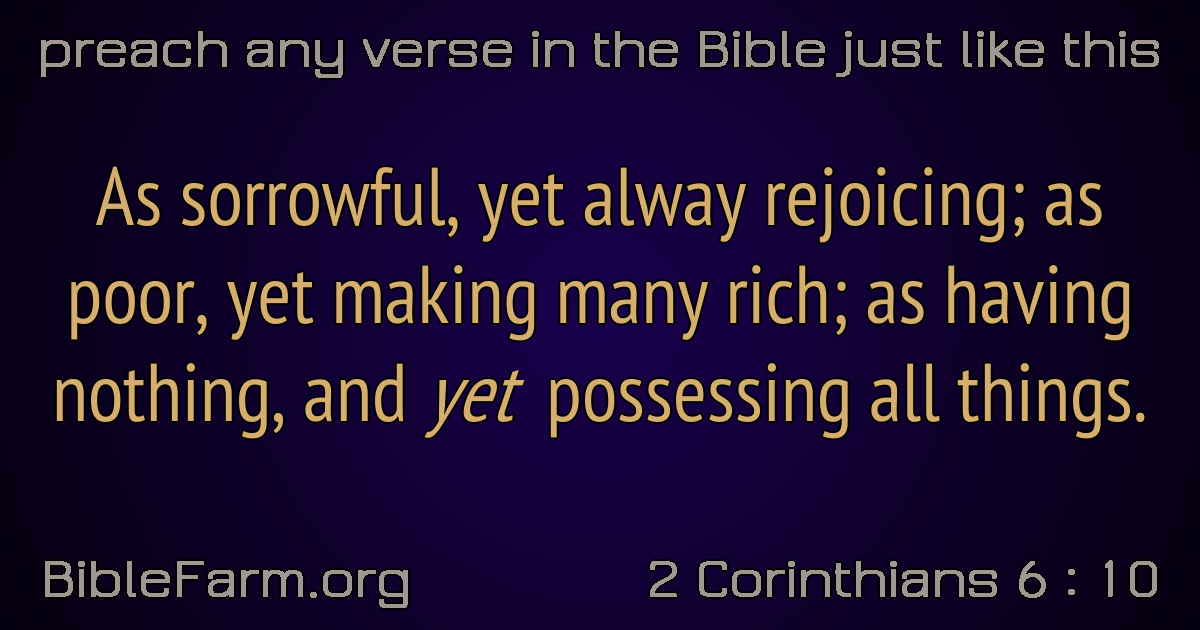 preach any verse in the Bible just like this
As sorrowful, yet alway rejoicing; as
poor, yet making many rich; as having
nothing, and yet possessing all things.
BibleFarm.org
2 Corinthians 6 : 10